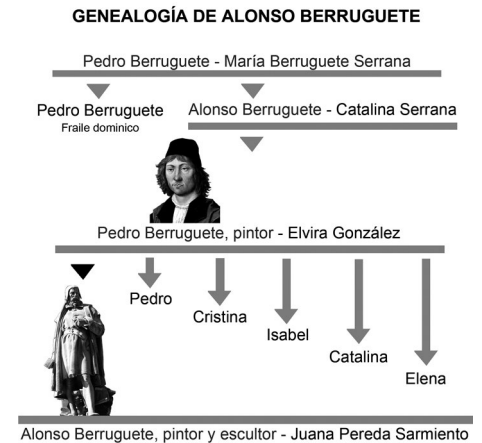 GENEALOGÍA DE ALONSO BERRUGUETE
Pedro Berruguete - María Berruguete Serrana
Pedro Berruguete
Fraile dominico
Alonso Berruguete - Catalina Serrana
Pedro Berruguete, pintor - Elvira González
Pedro
Cristina
Isabel
Catalina
Elena
Alonso Berruguete, pintor y escultor - Juana Pereda Sarmiento